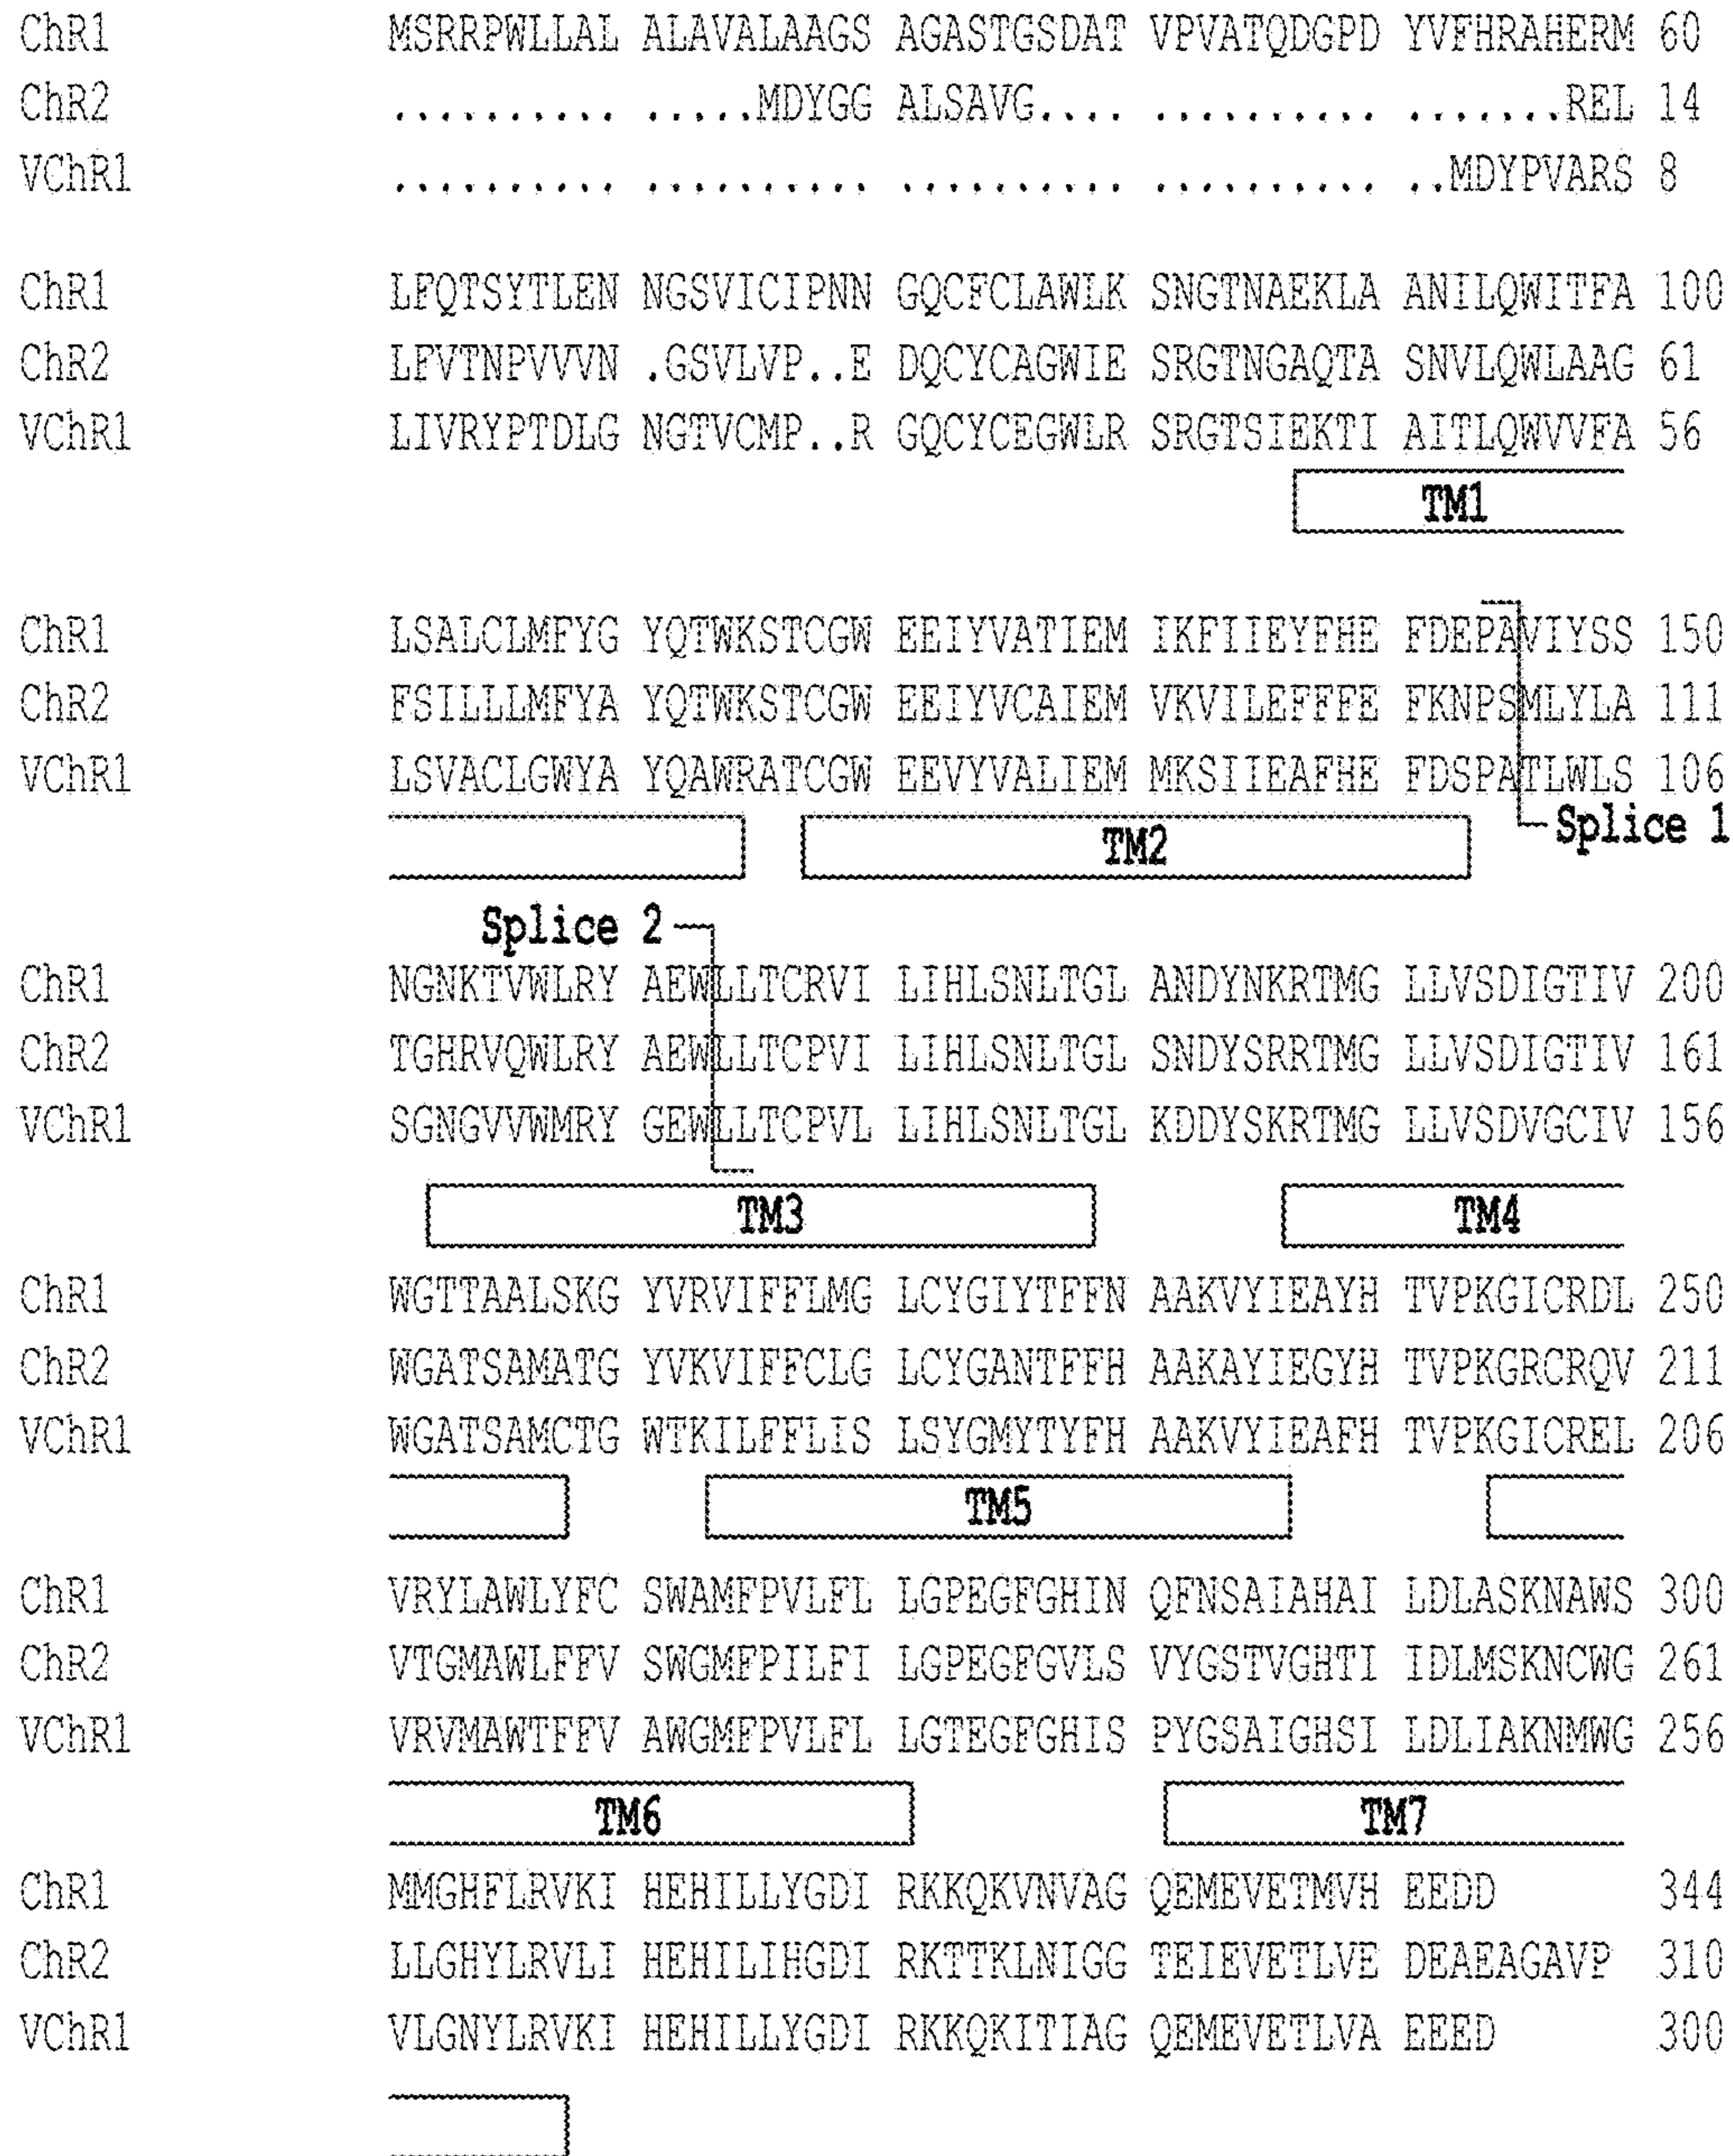 ChR1 MSRRPWLLAL ALAVALAAGS AGASTGSDAT VPVATQDGPD YVFHRAHERM 60
ChR2 .......... .....MDYGG ALSAVG.... .......... .......REL 14
VChR1 .......... .......... .......... .......... ..MDYPVARS 8
ChR1 LFQTSYTLEN NGSVICIPNN GQCFCLAWLK SNGTNAEKLA ANILQWITFA 100
ChR2 LFVTNPVVVN .GSVLVP..E DQCYCAGWIE SRGTNGAQTA SNVLQWLAAG 61
VChR1 LIVRYPTDLG NGTVCMP..R GQCYCEGWLR SRGTSIEKTI AITLQWVVFA 56
TM1
ChR1 LSALCLMFYG YQTWKSTCGW EEIYVATIEM IKFIIEYFHE FDEPAVIYSS 150
ChR2 FSILLLMFYA YQTWKSTCGW EEIYVCAIEM VKVILEFFFE FKNPSMLYLA 111
VChR1 LSVACLGWYA YQAWRATCGW EEVYVALIEM MKSIIEAFHE FDSPATLWLS 106
Splice 1
TM2
Splice 2
ChR1 NGNKTVWLRY AEWLLTCRVI LIHLSNLTGL ANDYNKRTMG LLVSDIGTIV 200
ChR2 TGHRVQWLRY AEWLLTCPVI LIHLSNLTGL SNDYSRRTMG LLVSDIGTIV 161
VChR1 SGNGVVWMRY GEWLLTCPVL LIHLSNLTGL KDDYSKRTMG LLVSDVGCIV 156
TM3 TM4
ChR1 WGTTAALSKG YVRVIFFLMG LCYGIYTFFN AAKVYIEAYH TVPKGICRDL 250
ChR2 WGATSAMATG YVKVIFFCLG LCYGANTFFH AAKAYIEGYH TVPKGRCRQV 211
VChR1 WGATSAMCTG WTKILFFLIS LSYGMYTYFH AAKVYIEAFH TVPKGICREL 206
TM5
ChR1 VRYLAWLYFC SWAMFPVLFL LGPEGFGHIN QFNSAIAHAI LDLASKNAWS 300
ChR2 VTGMAWLFFV SWGMFPILFI LGPEGFGVLS VYGSTVGHTI IDLMSKNCWG 261
VChR1 VRVMAWTFFV AWGMFPVLFL LGTEGFGHIS PYGSAIGHSI LDLIAKNMWG 256
TM6 TM7
ChR1 MMGHFLRVKI HEHILLYGDI RKKQKVNVAG QEMEVETMVH EEDD 344
ChR2 LLGHYLRVLI HEHILIHGDI RKTTKLNIGG TEIEVETLVE DEAEAGAVP 310
VChR1 VLGNYLRVKI HEHILLYGDI RKKQKITIAG QEMEVETLVA EEED 300